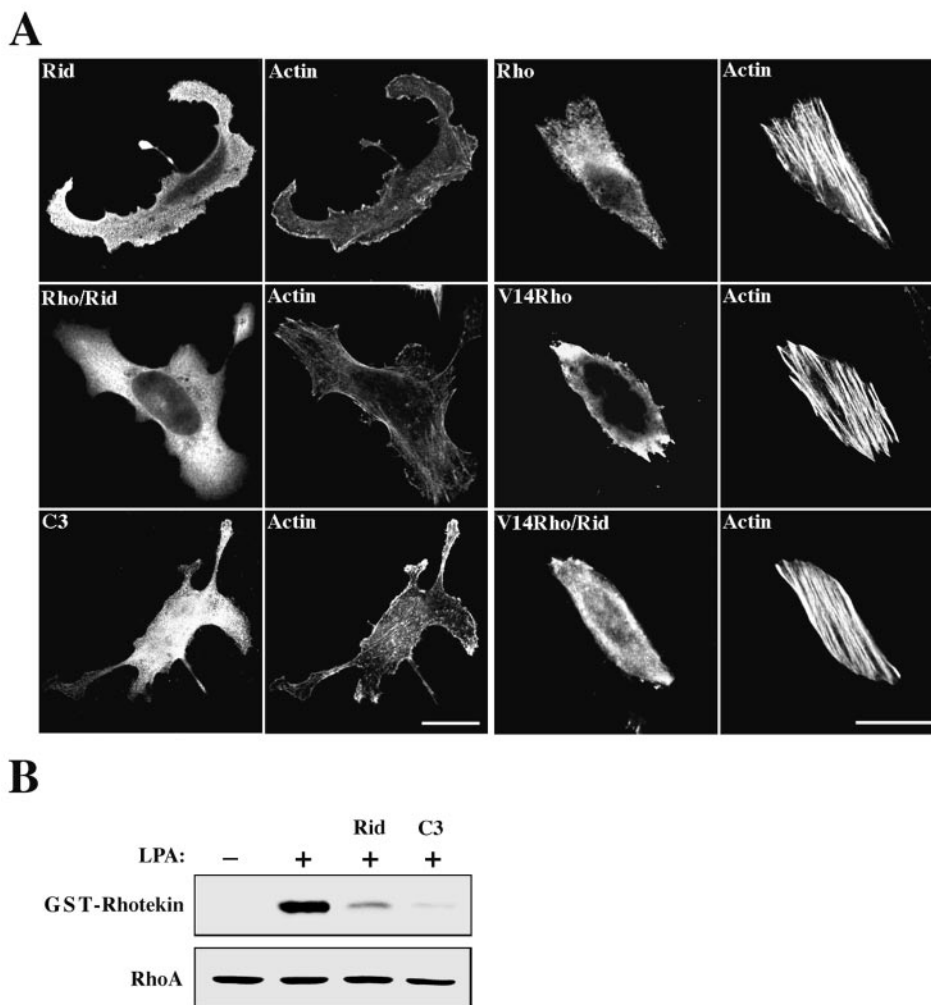 A
Rid Actin Rho Actin
Rho/Rid Actin V14Rho Actin
C3 Actin V14Rho/Rid Actin
B
Rid C3
LPA: − + + +
GST-Rhotekin
RhoA